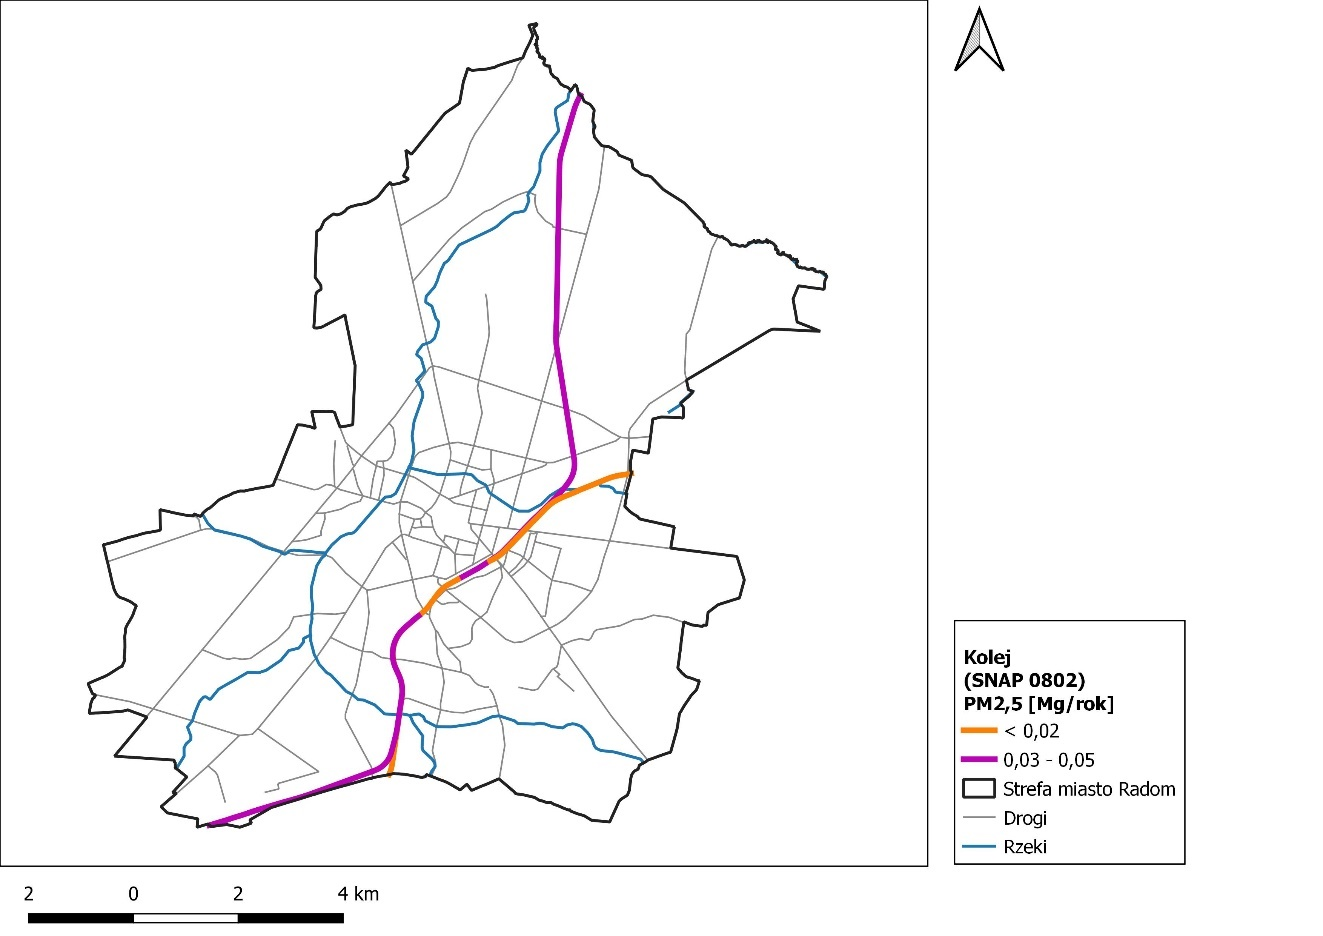 Kolej
(SNAP 0802)
PM2,5 [Mg/rok]
< 0,02
0,03 - 0,05
Strefa miasto Radom
Drogi
Rzeki
2 0 2 4 km